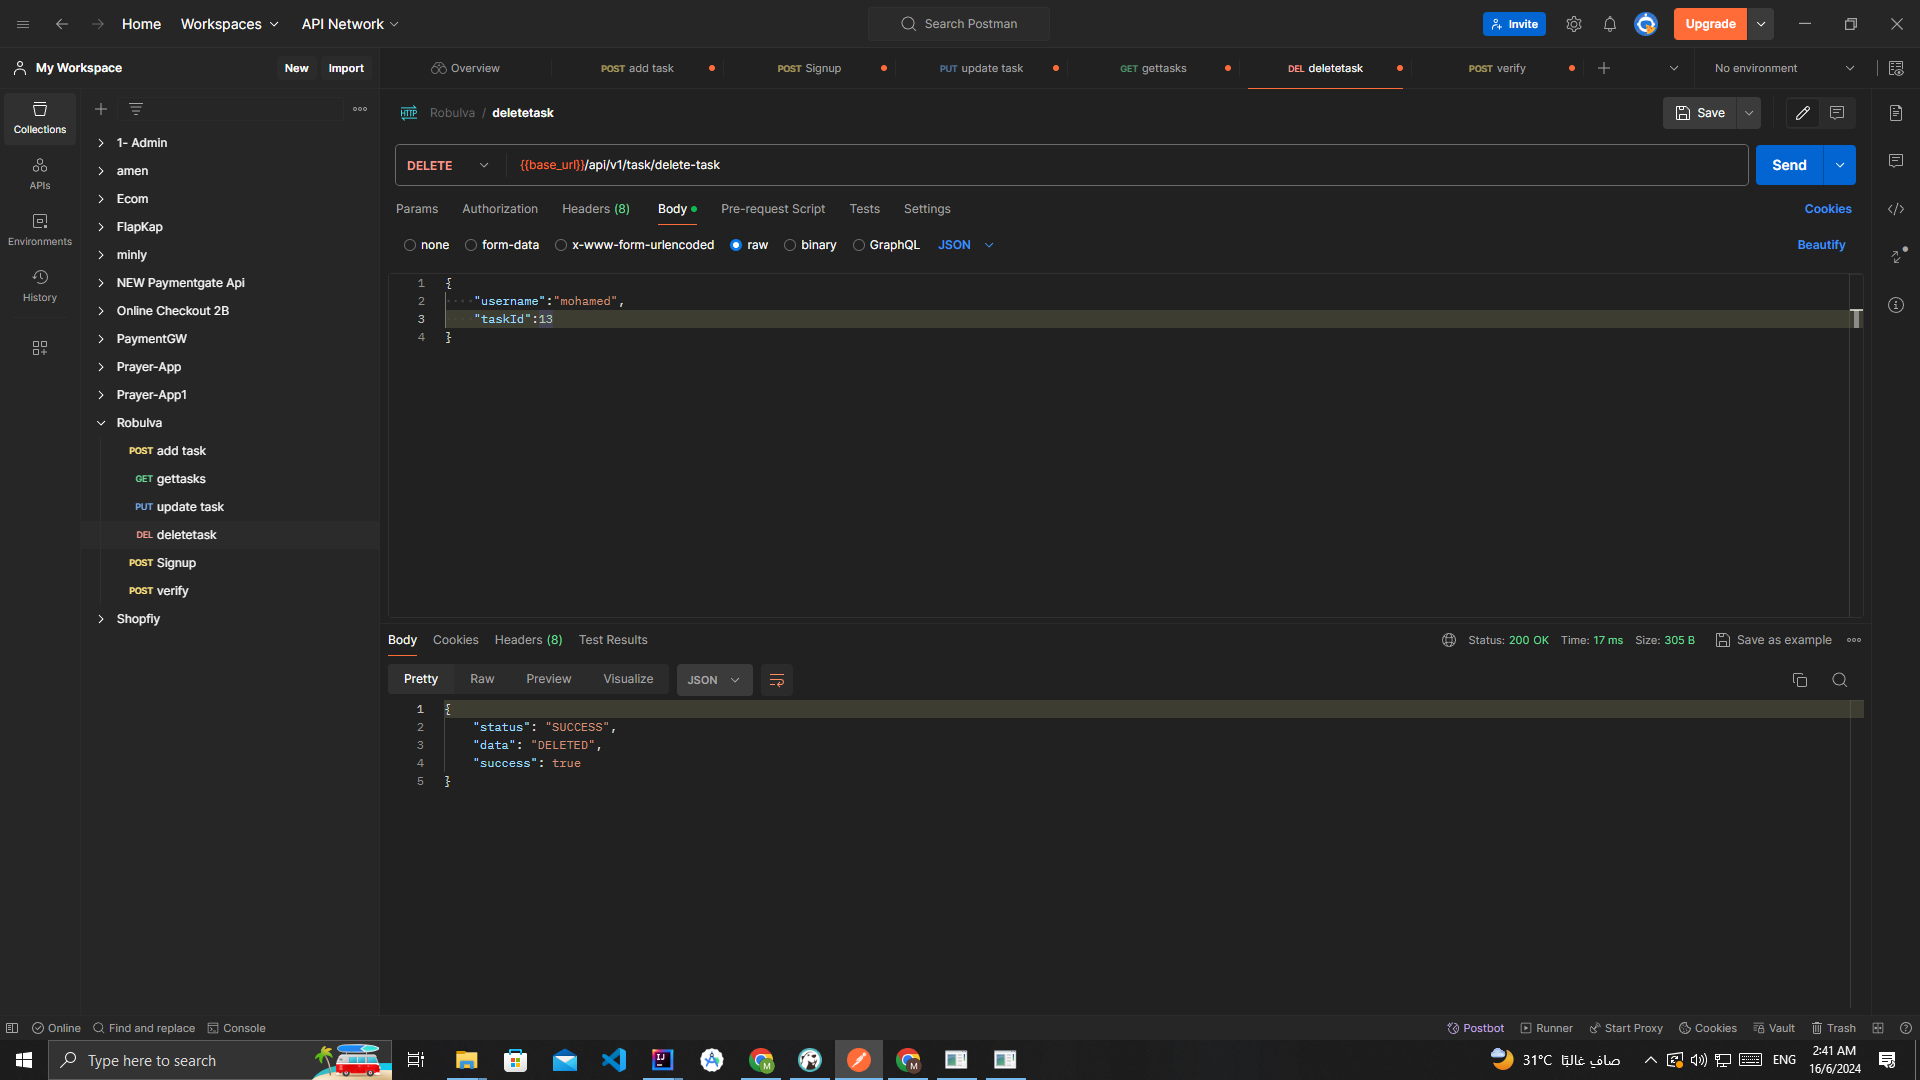 Home Workspaces API Network Search Postman Invite Upgrade
My Workspace New Import Overview POST add task POST Signup PUT update task GET gettasks DEL deletetask POST verify No environment
HTTP Robulva / deletetask Save
DELETE {{base_url}}/api/v1/task/delete-task Send
Params Authorization Headers (8) Body Pre-request Script Tests Settings Cookies
none form-data x-www-form-urlencoded raw binary GraphQL JSON Beautify
1 {
2 "username":"mohamed",
3 "taskId":13
4 }
Collections
APIs
Environments
History
1- Admin
amen
Ecom
FlapKap
minly
NEW Paymentgate Api
Online Checkout 2B
PaymentGW
Prayer-App
Prayer-App1
Robulva
POST add task
GET gettasks
PUT update task
DEL deletetask
POST Signup
POST verify
Shopfiy
Body Cookies Headers (8) Test Results Status: 200 OK Time: 17 ms Size: 305 B Save as example
Pretty Raw Preview Visualize JSON
1 {
2 "status": "SUCCESS",
3 "data": "DELETED",
4 "success": true
5 }
Online Find and replace Console Postbot Runner Start Proxy Cookies Vault Trash
Type here to search 31°C صافٍ غالبًا ENG 2:41 AM
16/6/2024